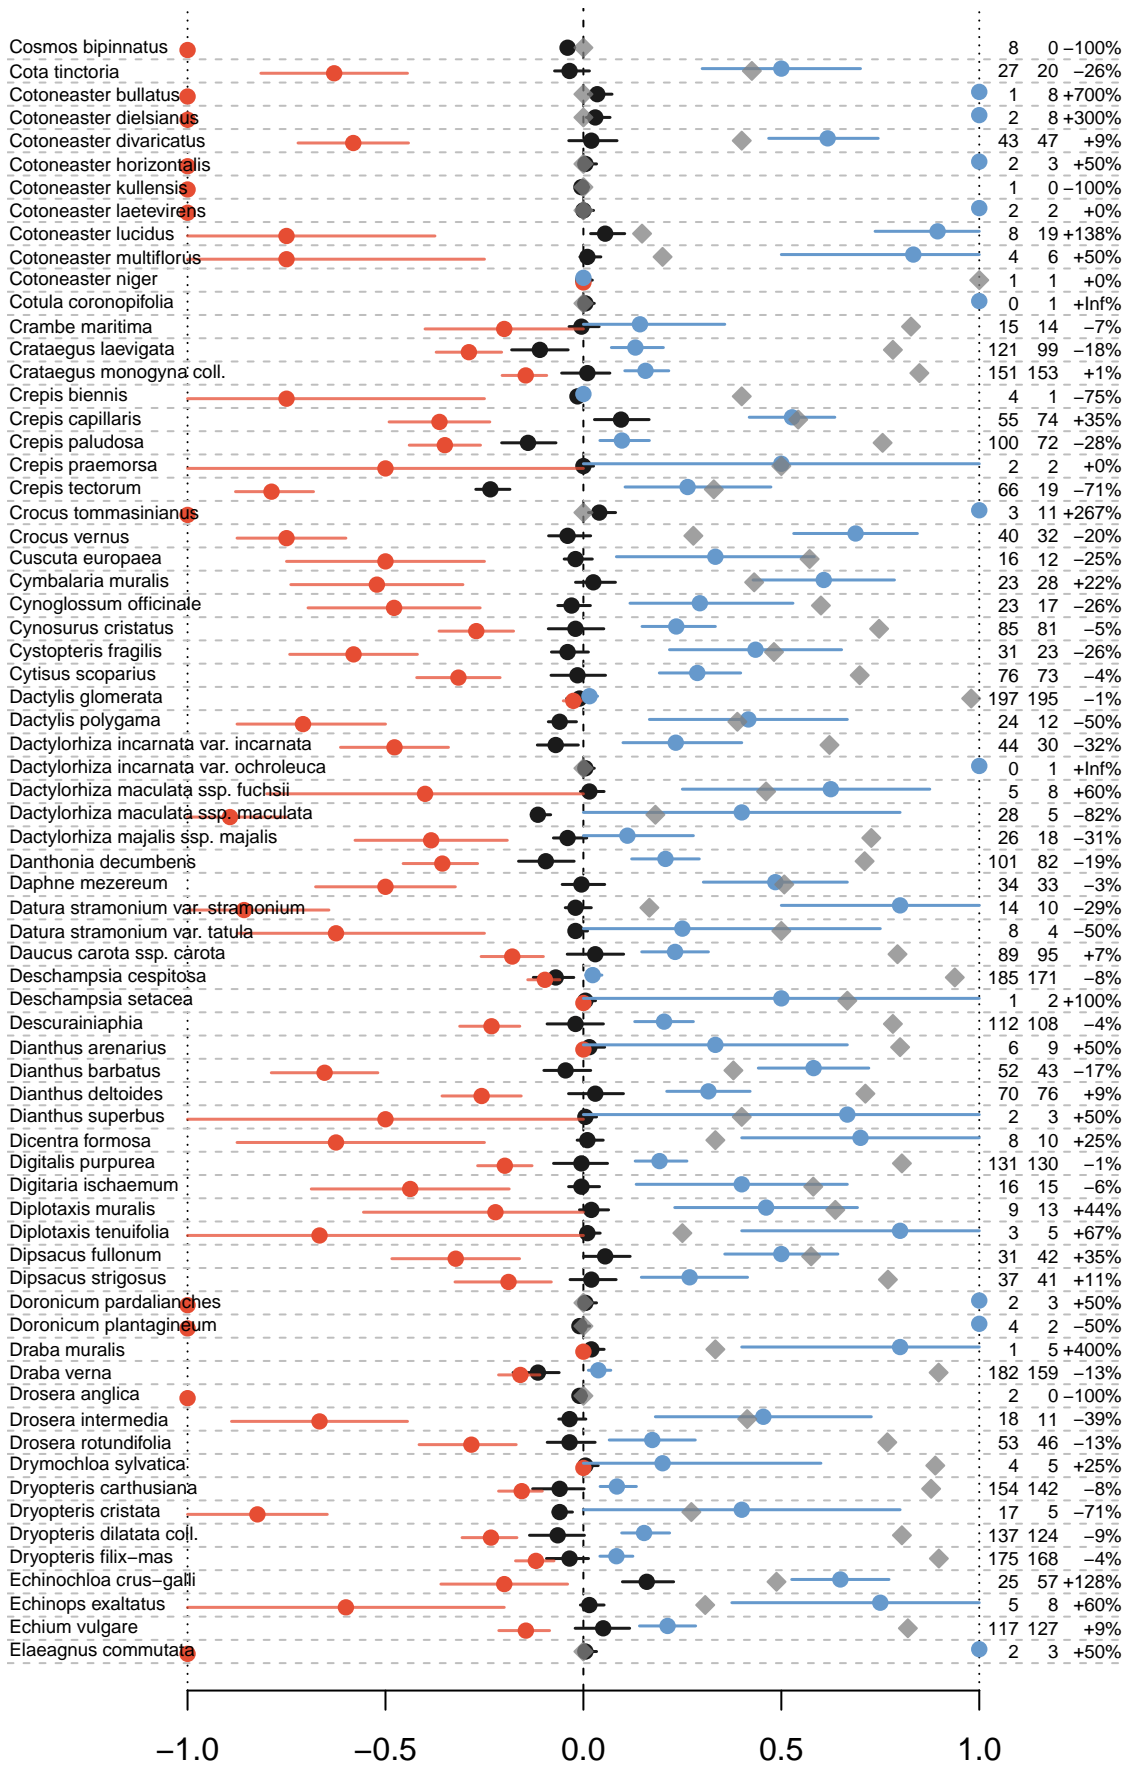 Cosmos bipinnatus 8 0 −100%
Cota tinctoria 27 20 −26%
Cotoneaster bullatus 1 8 +700%
Cotoneaster dielsianus 2 8 +300%
Cotoneaster divaricatus 43 47 +9%
Cotoneaster horizontalis 2 3 +50%
Cotoneaster kullensis 1 0 −100%
Cotoneaster laetevirens 2 2 +0%
Cotoneaster lucidus 8 19 +138%
Cotoneaster multiflorus 4 6 +50%
Cotoneaster niger 1 1 +0%
Cotula coronopifolia 0 1 +Inf%
Crambe maritima 15 14 −7%
Crataegus laevigata 121 99 −18%
Crataegus monogyna coll. 151 153 +1%
Crepis biennis 4 1 −75%
Crepis capillaris 55 74 +35%
Crepis paludosa 100 72 −28%
Crepis praemorsa 2 2 +0%
Crepis tectorum 66 19 −71%
Crocus tommasinianus 3 11 +267%
Crocus vernus 40 32 −20%
Cuscuta europaea 16 12 −25%
Cymbalaria muralis 23 28 +22%
Cynoglossum officinale 23 17 −26%
Cynosurus cristatus 85 81 −5%
Cystopteris fragilis 31 23 −26%
Cytisus scoparius 76 73 −4%
Dactylis glomerata 197 195 −1%
Dactylis polygama 24 12 −50%
Dactylorhiza incarnata var. incarnata 44 30 −32%
Dactylorhiza incarnata var. ochroleuca 0 1 +Inf%
Dactylorhiza maculata ssp. fuchsii 5 8 +60%
Dactylorhiza maculata ssp. maculata 28 5 −82%
Dactylorhiza majalis ssp. majalis 26 18 −31%
Danthonia decumbens 101 82 −19%
Daphne mezereum 34 33 −3%
Datura stramonium var. stramonium 14 10 −29%
Datura stramonium var. tatula 8 4 −50%
Daucus carota ssp. carota 89 95 +7%
Deschampsia cespitosa 185 171 −8%
Deschampsia setacea 1 2 +100%
Descurainiaphia 112 108 −4%
Dianthus arenarius 6 9 +50%
Dianthus barbatus 52 43 −17%
Dianthus deltoides 70 76 +9%
Dianthus superbus 2 3 +50%
Dicentra formosa 8 10 +25%
Digitalis purpurea 131 130 −1%
Digitaria ischaemum 16 15 −6%
Diplotaxis muralis 9 13 +44%
Diplotaxis tenuifolia 3 5 +67%
Dipsacus fullonum 31 42 +35%
Dipsacus strigosus 37 41 +11%
Doronicum pardalianches 2 3 +50%
Doronicum plantagineum 4 2 −50%
Draba muralis 1 5 +400%
Draba verna 182 159 −13%
Drosera anglica 2 0 −100%
Drosera intermedia 18 11 −39%
Drosera rotundifolia 53 46 −13%
Drymochloa sylvatica 4 5 +25%
Dryopteris carthusiana 154 142 −8%
Dryopteris cristata 17 5 −71%
Dryopteris dilatata coll. 137 124 −9%
Dryopteris filix−mas 175 168 −4%
Echinochloa crus−galli 25 57 +128%
Echinops exaltatus 5 8 +60%
Echium vulgare 117 127 +9%
Elaeagnus commutata 2 3 +50%
−1.0 −0.5 0.0 0.5 1.0